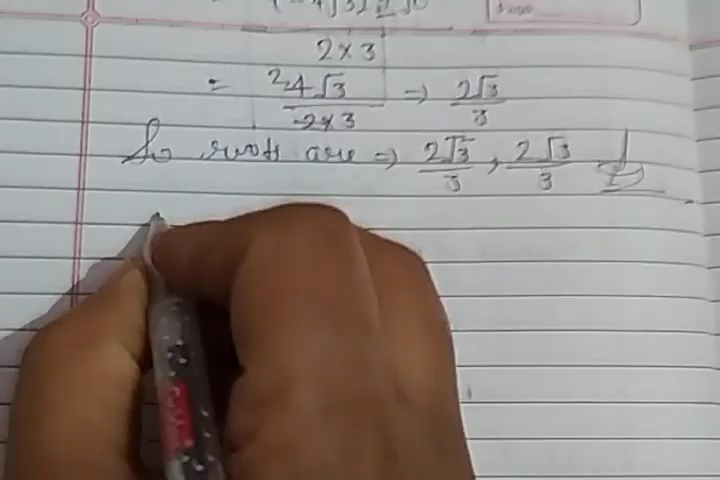 2×3
= 24√3 / 2×3 ⇒ 2√3 / 3
So roots are ⇒ 2√3 / 3 , 2√3 / 3